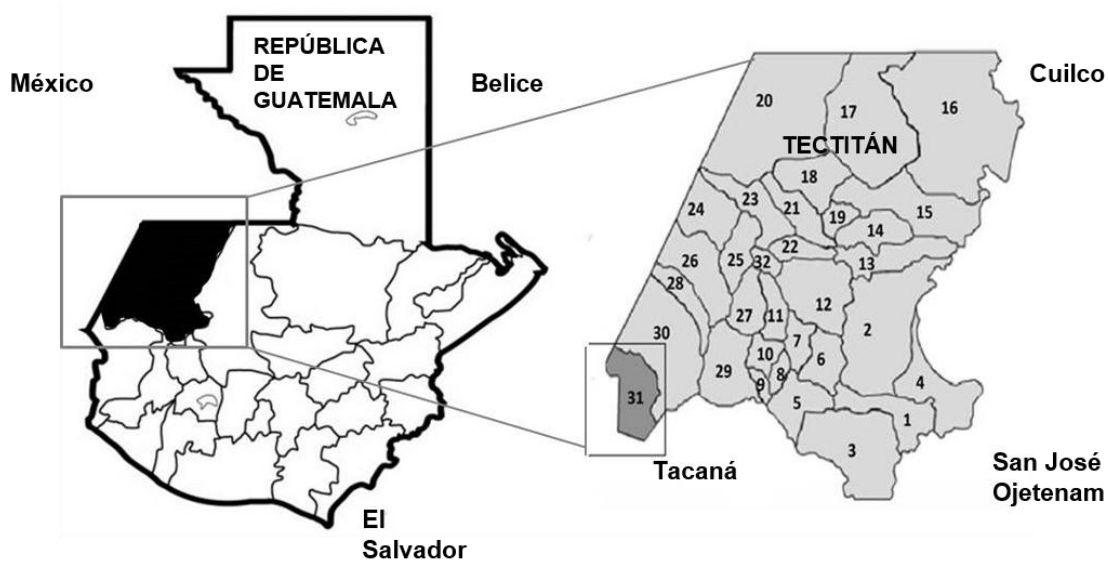 REPÚBLICA
DE
GUATEMALA
México
Belice
El
Salvador
Cuilco
TECTITÁN
Tacaná
San José
Ojetenam
20
17
16
18
23
24
21
19
15
14
22
13
26
25
32
28
12
27
11
2
30
7
10
6
29
8
9
4
31
5
1
3